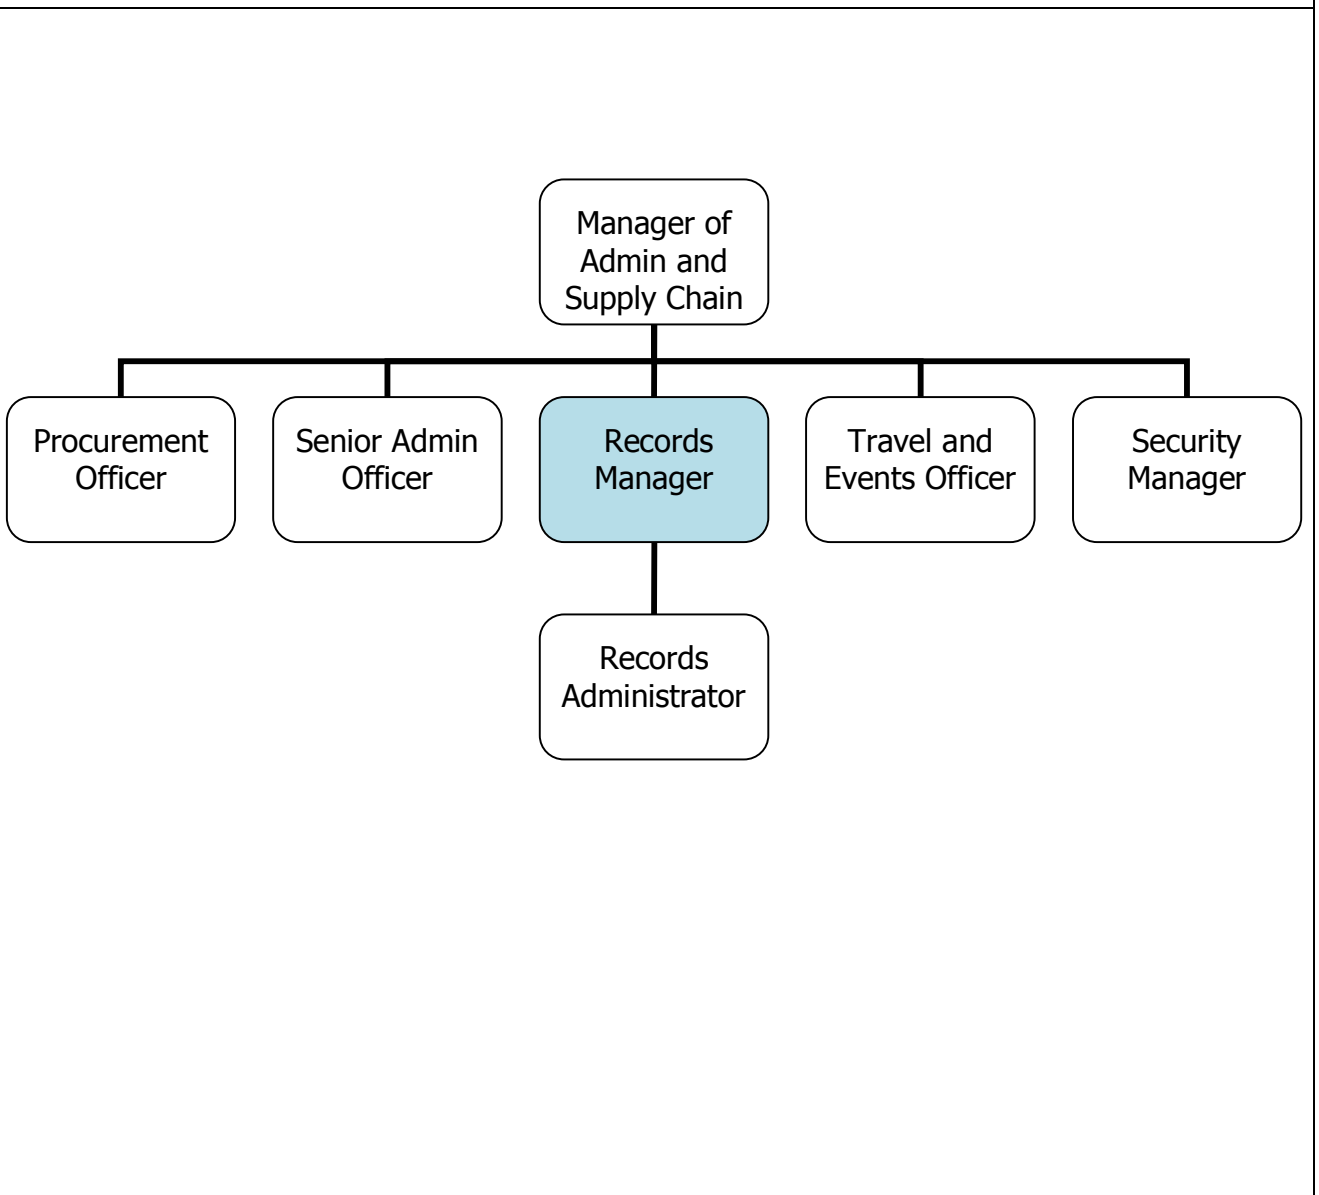 Manager of
Admin and
Supply Chain
Procurement
Officer
Senior Admin
Officer
Records
Manager
Travel and
Events Officer
Security
Manager
Records
Administrator